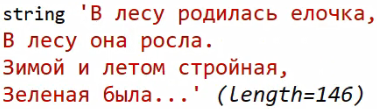 string 'В лесу родилась елочка,
В лесу она росла.
Зимой и летом стройная,
Зеленая была...' (length=146)